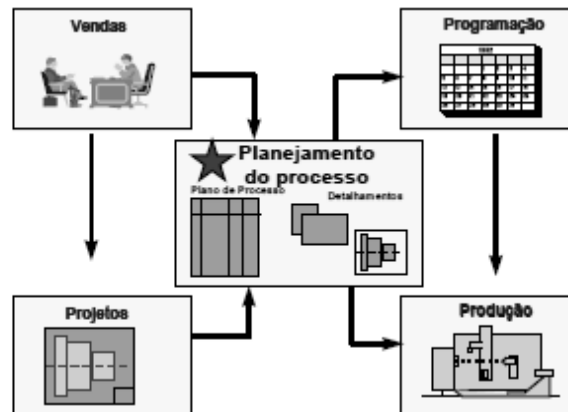 Vendas
Programação
Planejamento
do processo
Plano de Processo
Detalhamentos
Projetos
Produção